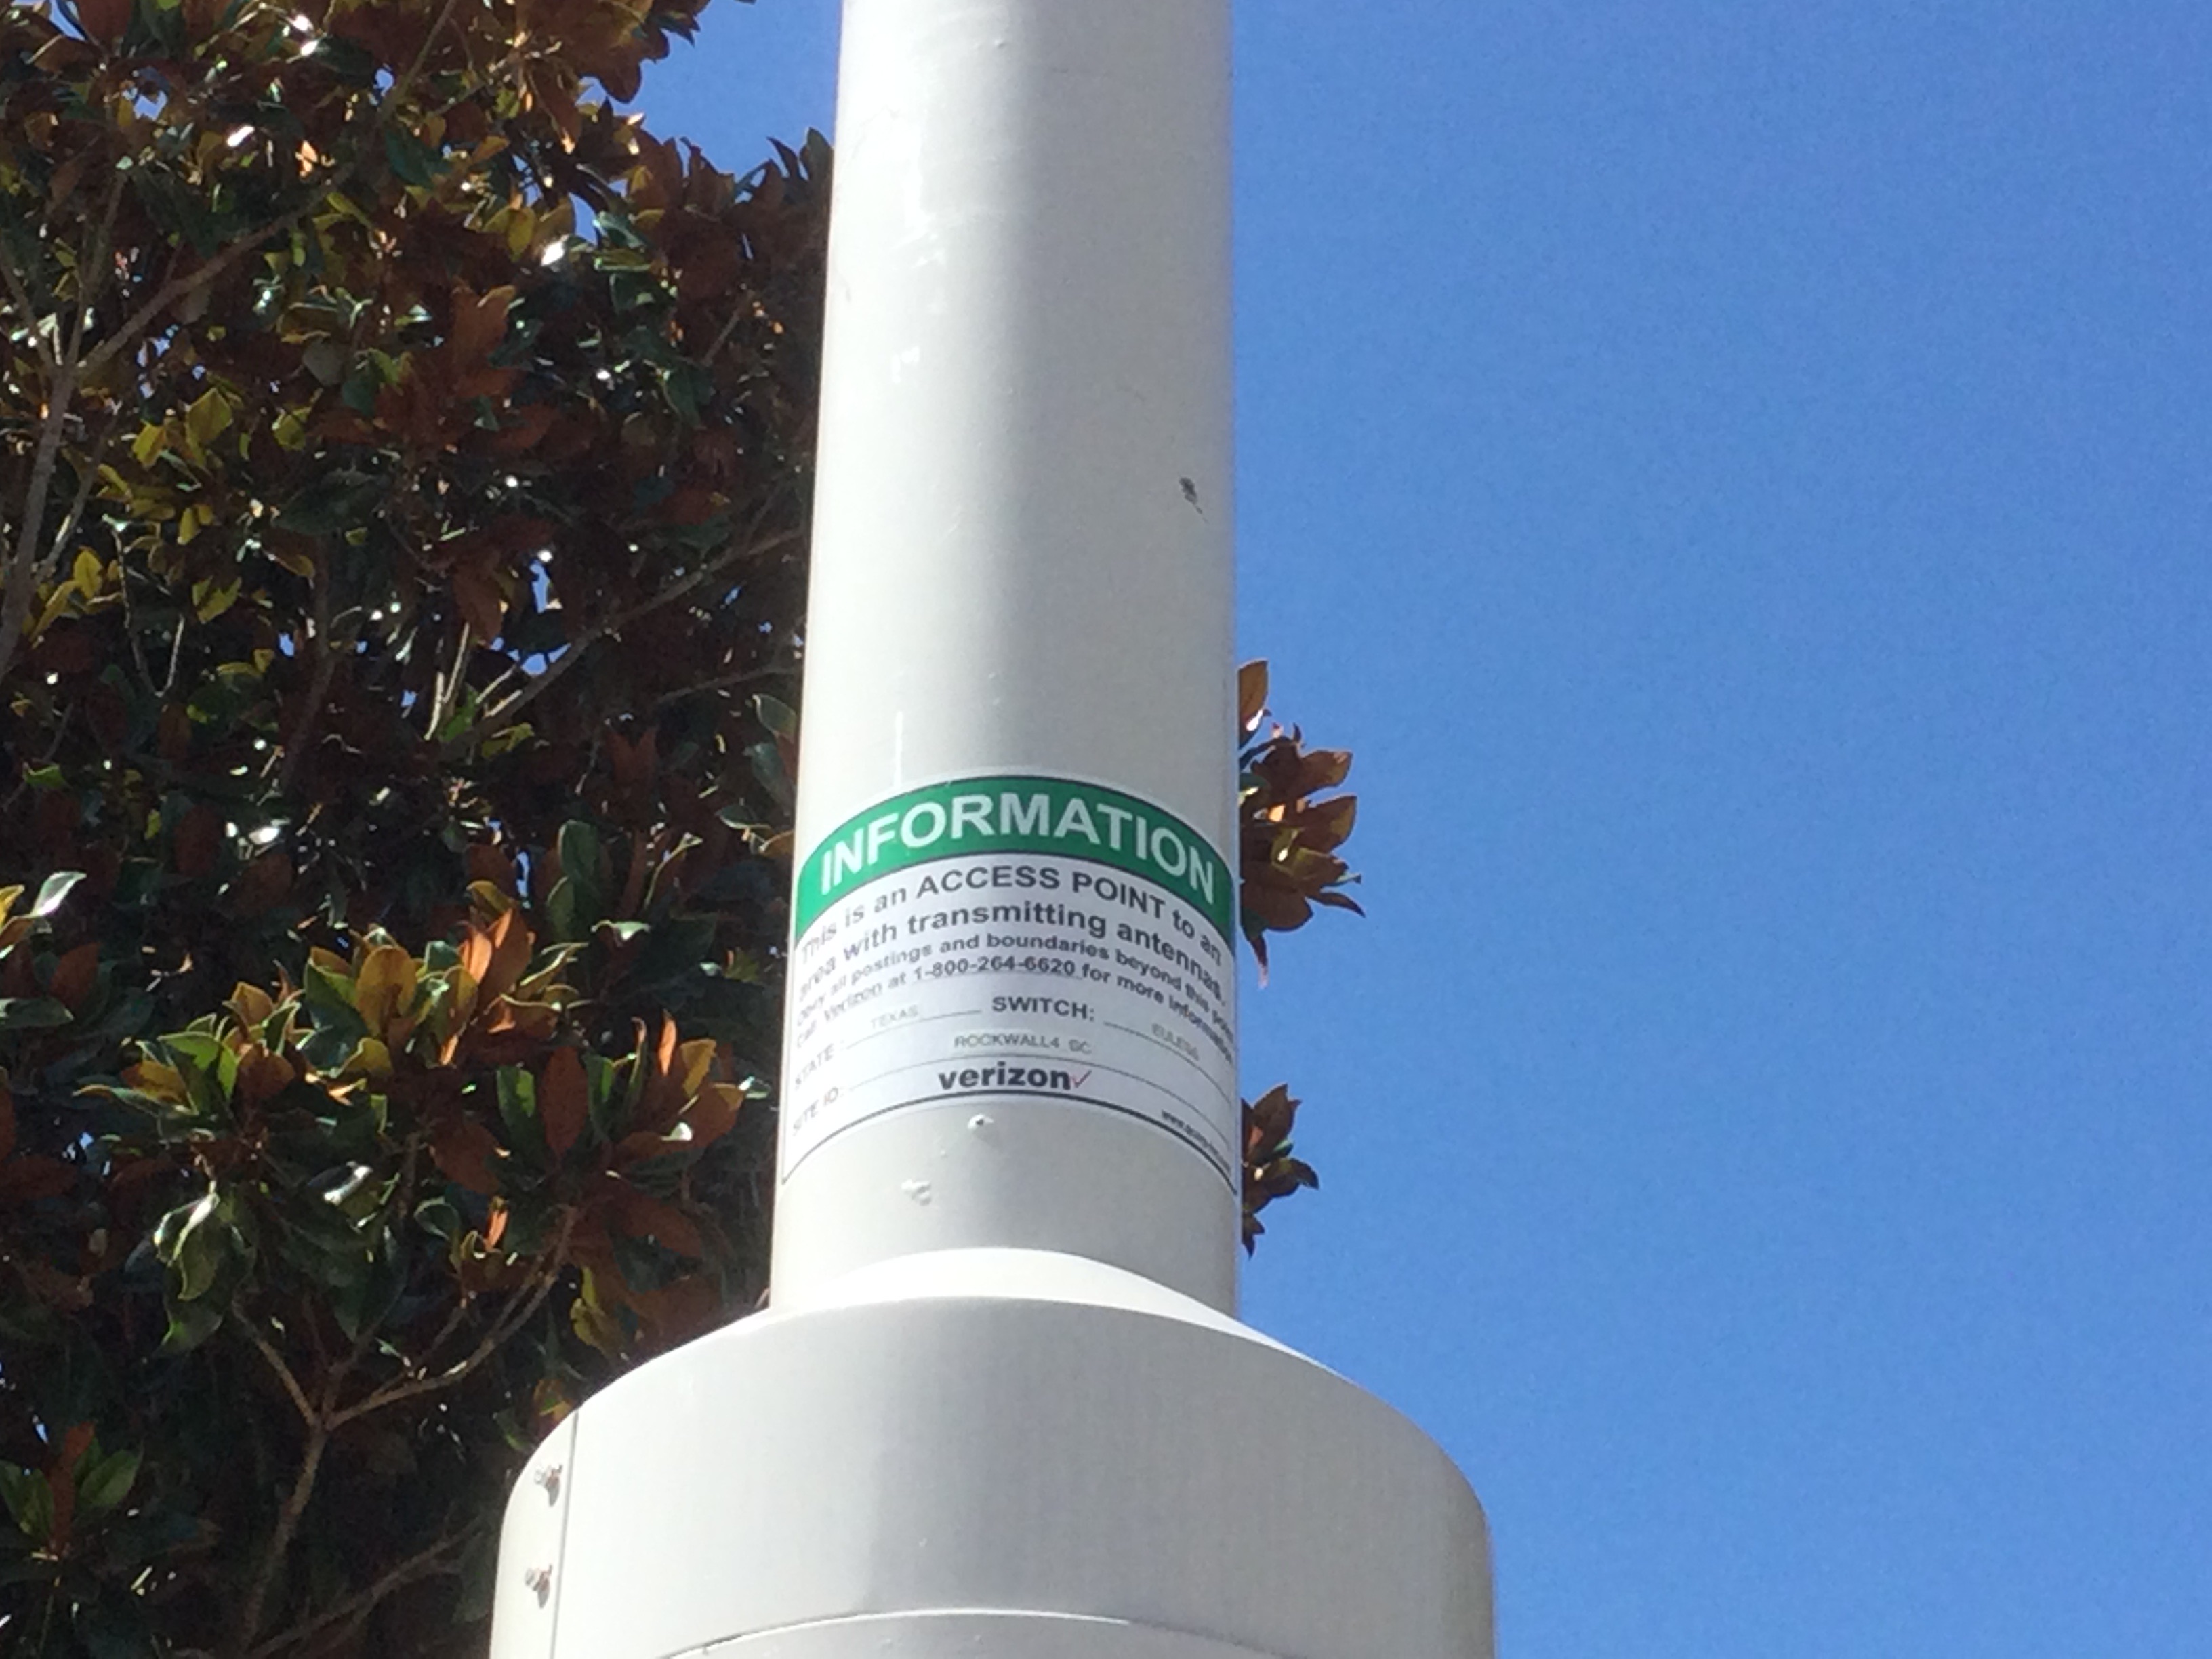 INFORMATION
This is an ACCESS POINT to an
area with transmitting antennas.
Obey all postings and boundaries beyond this point
Call Verizon at 1-800-264-6620 for more information
STATE: TEXAS SWITCH: EULESS
SITE ID: ROCKWALL4 SC
verizon✓